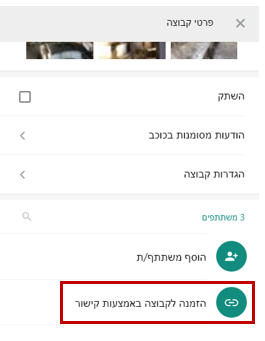 פרטי קבוצה
השתק
הודעות מסומנות בכוכב
הגדרות קבוצה
3 משתתפים
הוסף משתתף/ת
הזמנה לקבוצה באמצעות קישור